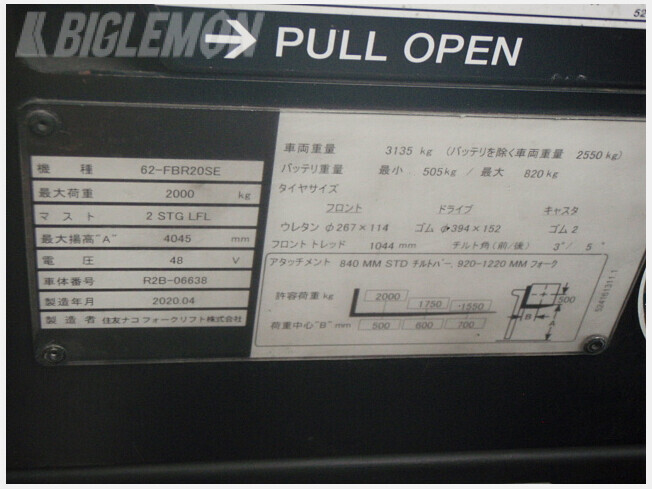 52
BIGLEMON
→ PULL OPEN
機 種 62-FBR20SE
最大荷重 2000 kg
マスト 2 STG LFL
最大揚高"A" 4045 mm
電 圧 48 V
車体番号 R2B-06638
製造年月 2020.04
製 造 者 住友ナコ フォークリフト株式会社
車両重量 3135 kg (バッテリを除く車両重量 2550 kg)
バッテリ重量 最 小 505 kg / 最 大 820 kg
タイヤサイズ
フロント ドライブ キャスタ
ウレタン φ267×114 ゴム φ394×152 ゴム 2
フロント トレッド 1044 mm チルト角(前/後) 3°/ 5°
アタッチメント 840 MM STD チルトバー, 920-1220 MM フォーク
許容荷重 kg 2000 1750 1550
荷重中心"B" mm 500 600 700
500
B
A
5341613111